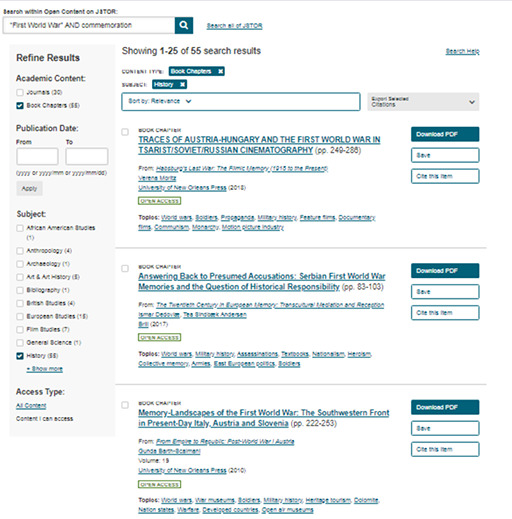 Search within Open Content on JSTOR:
"First World War" AND commemoration
Search all of JSTOR
Refine Results
Academic Content:
Journals (30)
Book Chapters (55)
Publication Date:
From To
(yyyy or yyyy/mm or yyyy/mm/dd)
Apply
Subject:
African American Studies
(1)
Anthropology (4)
Archaeology (1)
Art & Art History (5)
Bibliography (1)
British Studies (4)
European Studies (15)
Film Studies (7)
General Science (1)
History (55)
+ Show more
Access Type:
All Content
Content I can access
Showing 1-25 of 55 search results
Search Help
CONTENT TYPE: Book Chapters ×
SUBJECT: History ×
Sort by: Relevance
Export Selected
Citations
BOOK CHAPTER
TRACES OF AUSTRIA-HUNGARY AND THE FIRST WORLD WAR IN
TSARIST/SOVIET/RUSSIAN CINEMATOGRAPHY (pp. 249-286)
From: Habsburg's Last War: The Filmic Memory (1918 to the Present)
Verena Moritz
University of New Orleans Press (2018)
OPEN ACCESS
Topics: World wars, Soldiers, Propaganda, Military history, Feature films, Documentary
films, Communism, Monarchy, Motion picture industry
Download PDF
Save
Cite this Item
BOOK CHAPTER
Answering Back to Presumed Accusations: Serbian First World War
Memories and the Question of Historical Responsibility (pp. 83-103)
From: The Twentieth Century in European Memory: Transcultural Mediation and Reception
Ismar Dedović, Tea Sindbæk Andersen
Brill (2017)
OPEN ACCESS
Topics: World wars, Military history, Assassinations, Textbooks, Nationalism, Heroism,
Collective memory, Armies, East European politics, Soldiers
Download PDF
Save
Cite this Item
BOOK CHAPTER
Memory-Landscapes of the First World War: The Southwestern Front
in Present-Day Italy, Austria and Slovenia (pp. 222-253)
From: From Empire to Republic: Post-World War I Austria
Gunda Barth-Scalmani
Volume: 19
University of New Orleans Press (2010)
OPEN ACCESS
Topics: World wars, War museums, Soldiers, Military history, Heritage tourism, Dolomite,
Nation states, Warfare, Developed countries, Open air museums
Download PDF
Save
Cite this Item